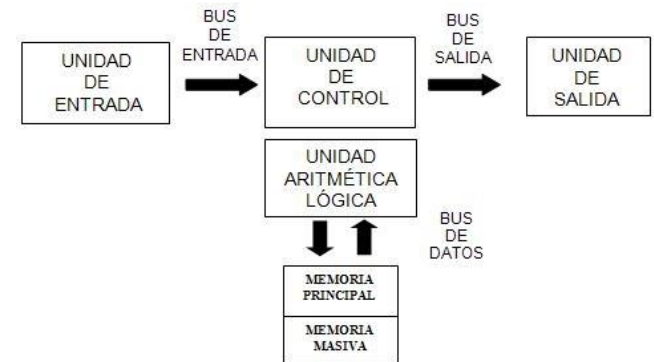 BUS
DE
ENTRADA
BUS
DE
SALIDA
UNIDAD
DE
ENTRADA
UNIDAD
DE
CONTROL
UNIDAD
DE
SALIDA
UNIDAD
ARITMÉTICA
LÓGICA
BUS
DE
DATOS
MEMORIA
PRINCIPAL
MEMORIA
MASIVA